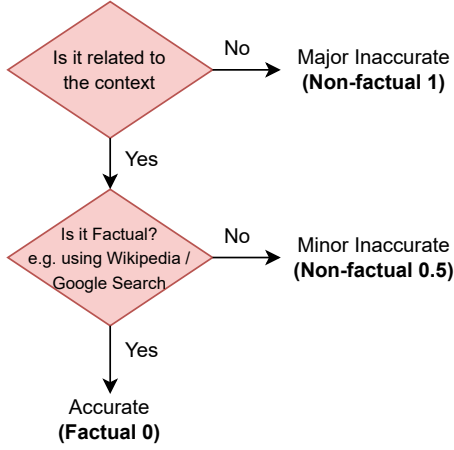 Is it related to
the context
No
Major Inaccurate
(Non-factual 1)
Yes
Is it Factual?
e.g. using Wikipedia /
Google Search
No
Minor Inaccurate
(Non-factual 0.5)
Yes
Accurate
(Factual 0)